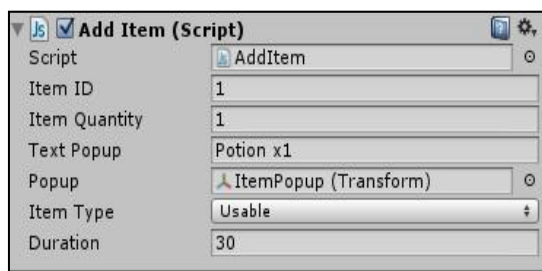 Js Add Item (Script)
Script AddItem
Item ID 1
Item Quantity 1
Text Popup Potion x1
Popup ItemPopup (Transform)
Item Type Usable
Duration 30